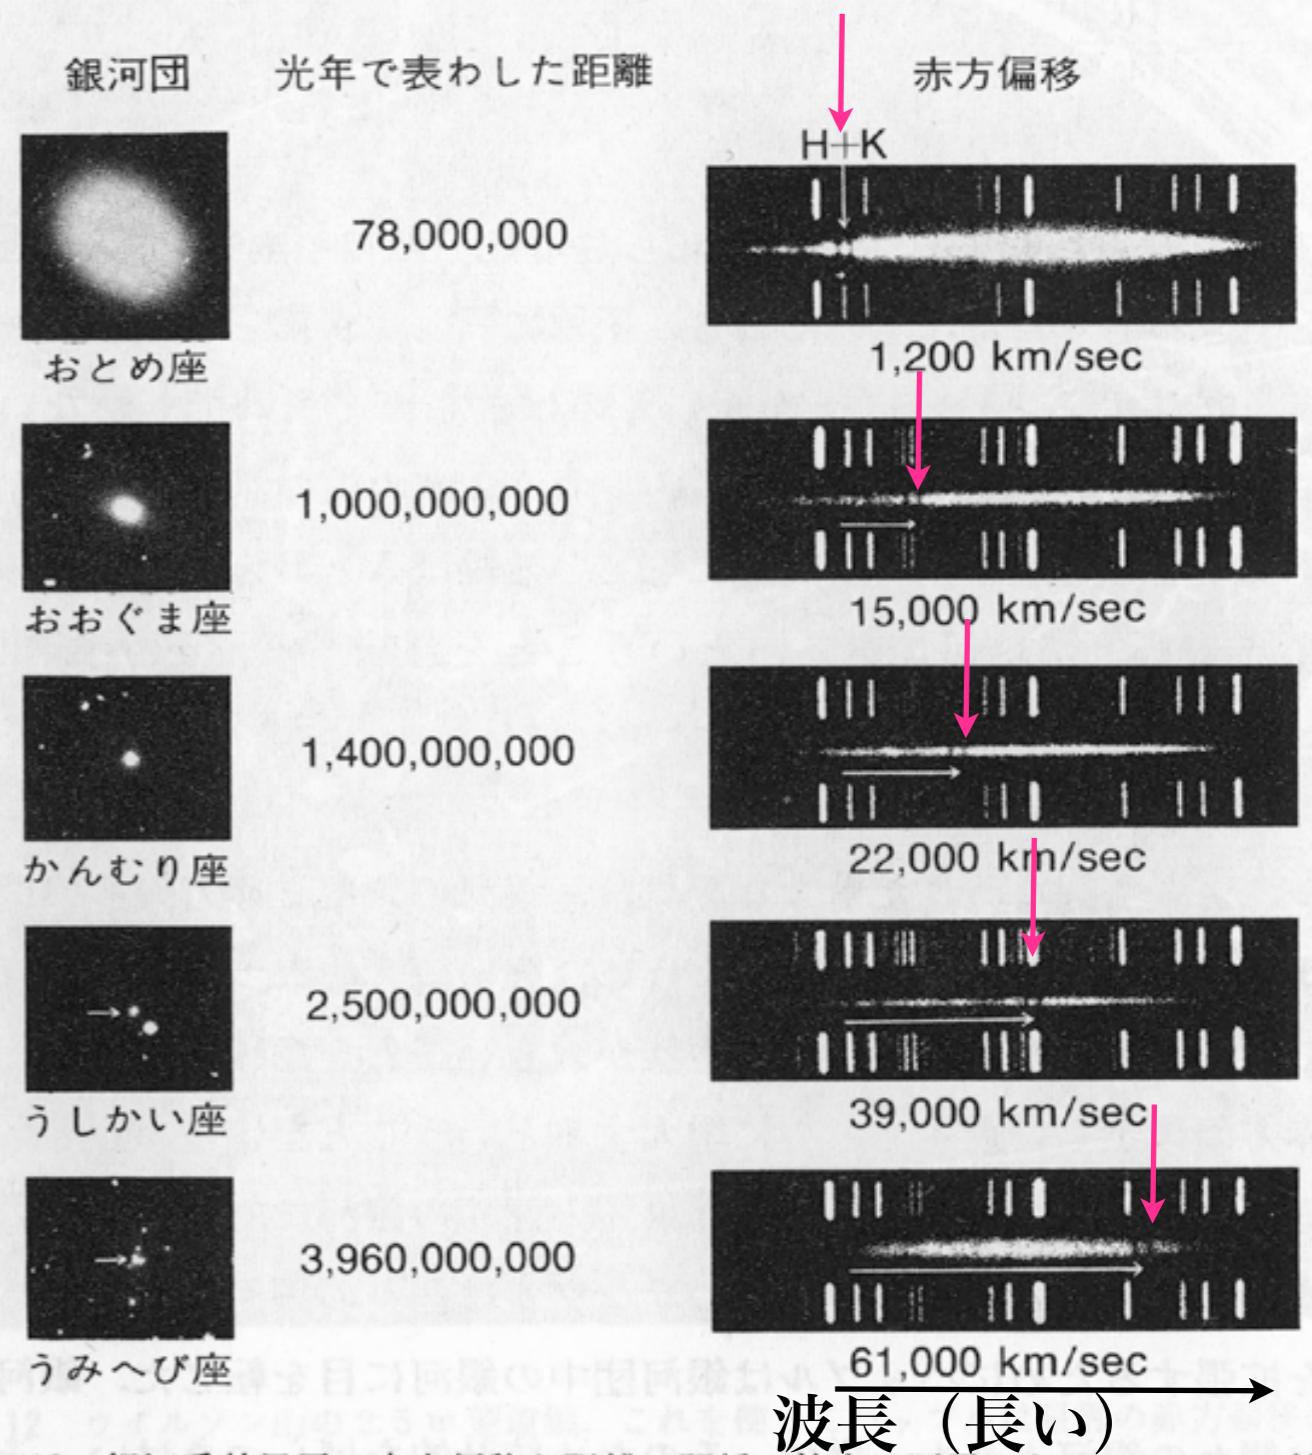 銀河団 光年で表わした距離 赤方偏移
H+K
78,000,000
おとめ座 1,200 km/sec
1,000,000,000
おおぐま座 15,000 km/sec
1,400,000,000
かんむり座 22,000 km/sec
2,500,000,000
うしかい座 39,000 km/sec
3,960,000,000
うみへび座 61,000 km/sec
波長（長い）